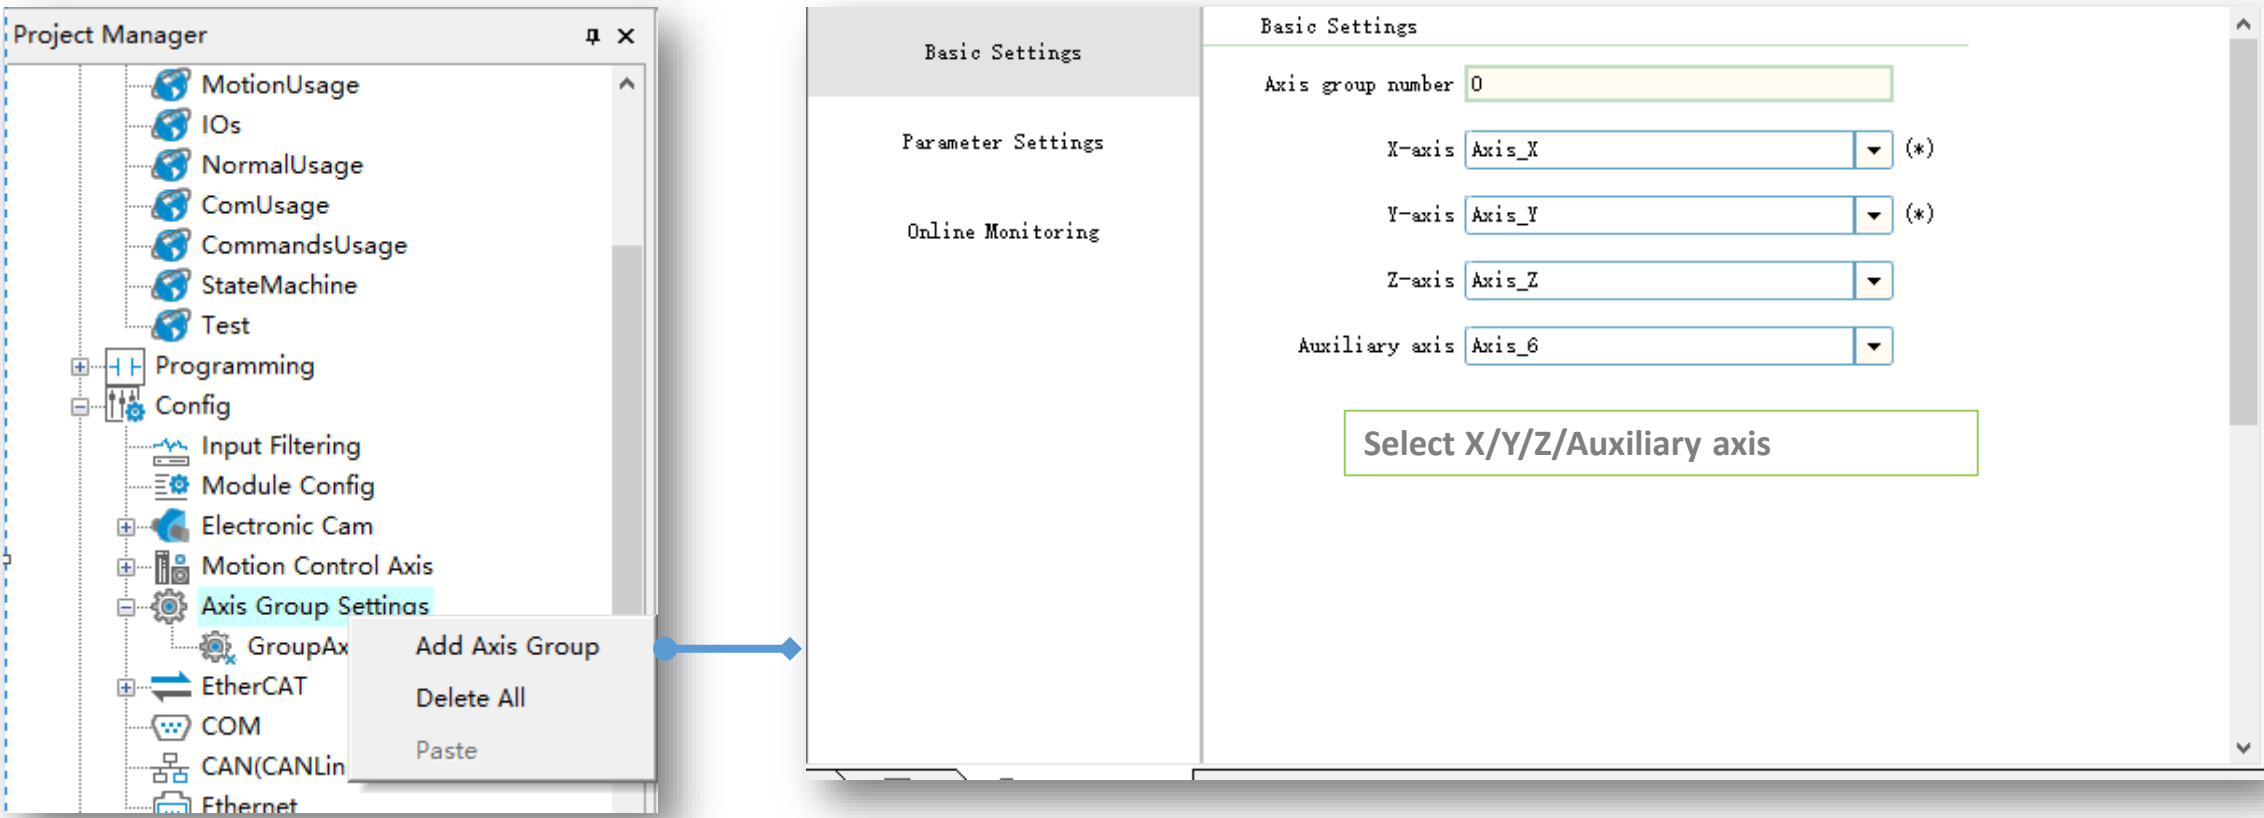 Project Manager
MotionUsage
IOs
NormalUsage
ComUsage
CommandsUsage
StateMachine
Test
Programming
Config
Input Filtering
Module Config
Electronic Cam
Motion Control Axis
Axis Group Settings
GroupAx
EtherCAT
COM
CAN(CANLin
Ethernet
Add Axis Group
Delete All
Paste
Basic Settings
Parameter Settings
Online Monitoring
Basic Settings
Axis group number 0
X-axis Axis_X (*)
Y-axis Axis_Y (*)
Z-axis Axis_Z
Auxiliary axis Axis_6
Select X/Y/Z/Auxiliary axis